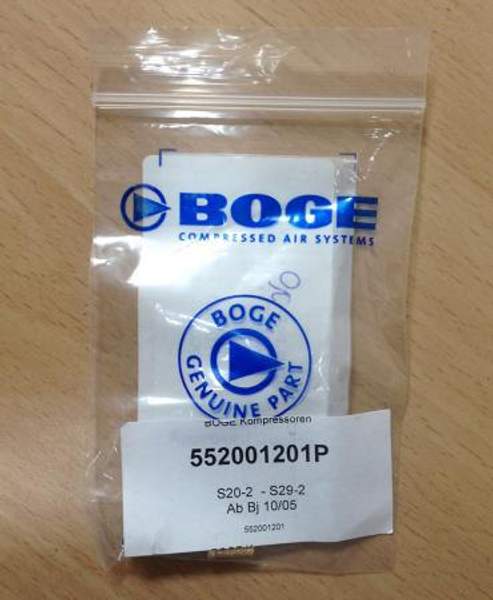 BOGE
COMPRESSED AIR SYSTEMS
BOGE
GENUINE PART
BOGE Kompressoren
552001201P
S20-2 - S29-2
Ab Bj 10/05
552001201